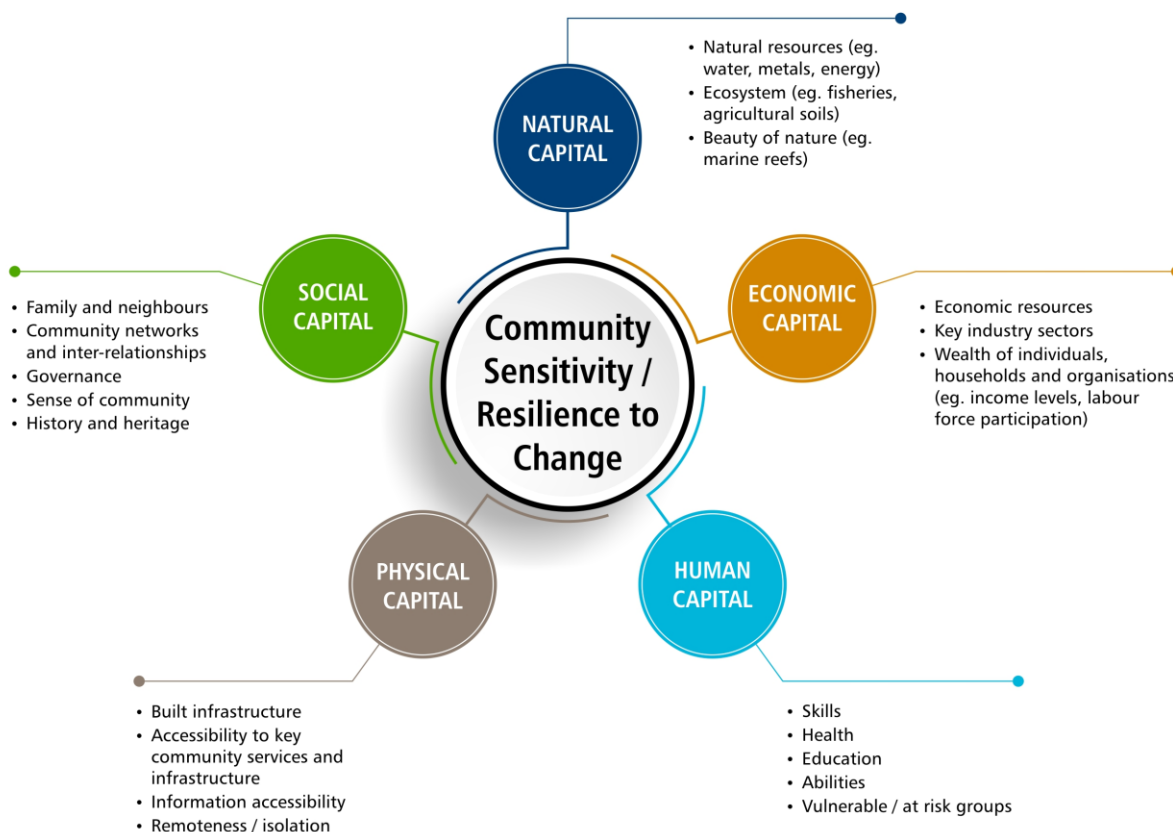 NATURAL
CAPITAL
• Natural resources (eg.
water, metals, energy)
• Ecosystem (eg. fisheries,
agricultural soils)
• Beauty of nature (eg.
marine reefs)
SOCIAL
CAPITAL
• Family and neighbours
• Community networks
and inter-relationships
• Governance
• Sense of community
• History and heritage
Community
Sensitivity /
Resilience to
Change
ECONOMIC
CAPITAL
• Economic resources
• Key industry sectors
• Wealth of individuals,
households and organisations
(eg. income levels, labour
force participation)
PHYSICAL
CAPITAL
• Built infrastructure
• Accessibility to key
community services and
infrastructure
• Information accessibility
• Remoteness / isolation
HUMAN
CAPITAL
• Skills
• Health
• Education
• Abilities
• Vulnerable / at risk groups